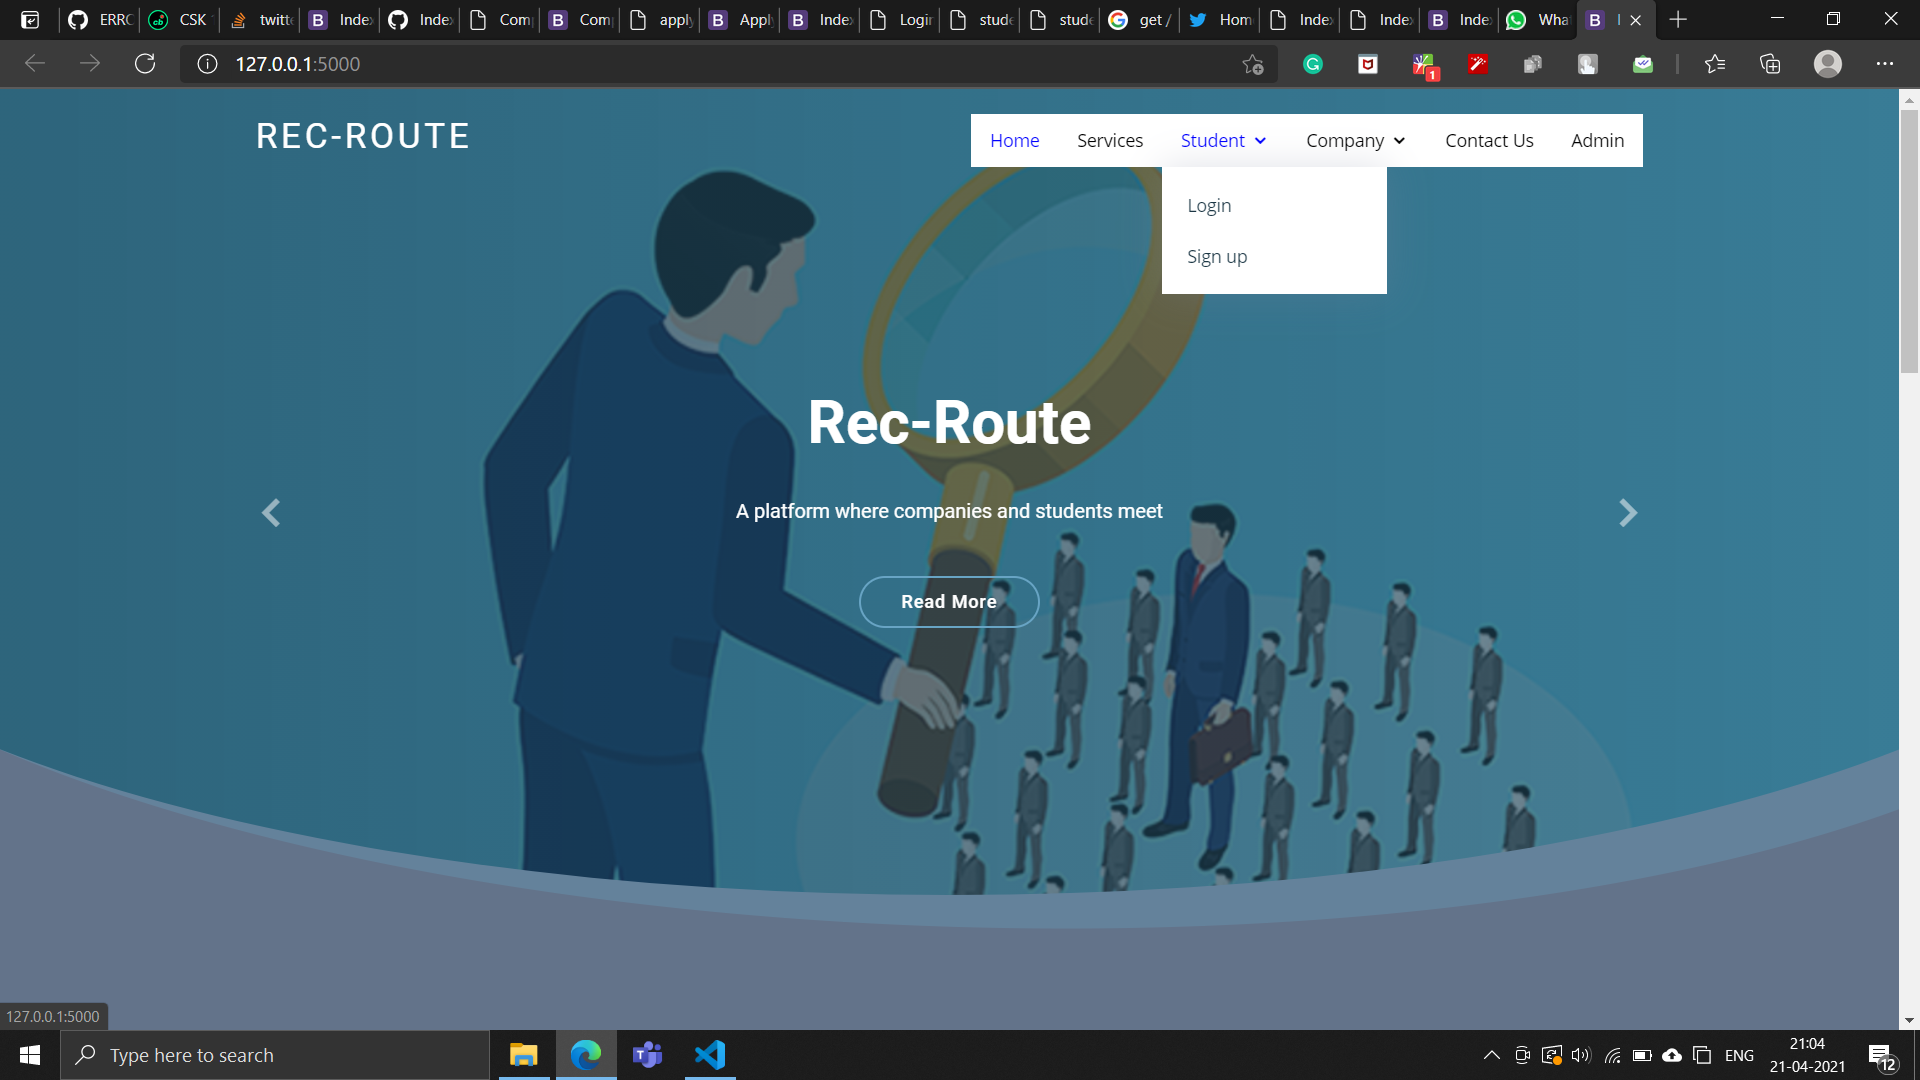 ERRC CSK twitte Index Index Com Com apply Apply Index Login stude stude get / Hom Index Index Index What
127.0.0.1:5000
1
REC-ROUTE
Home Services Student Company Contact Us Admin
Login
Sign up
Rec-Route
A platform where companies and students meet
Read More
127.0.0.1:5000
Type here to search
ENG
21:04
21-04-2021
12